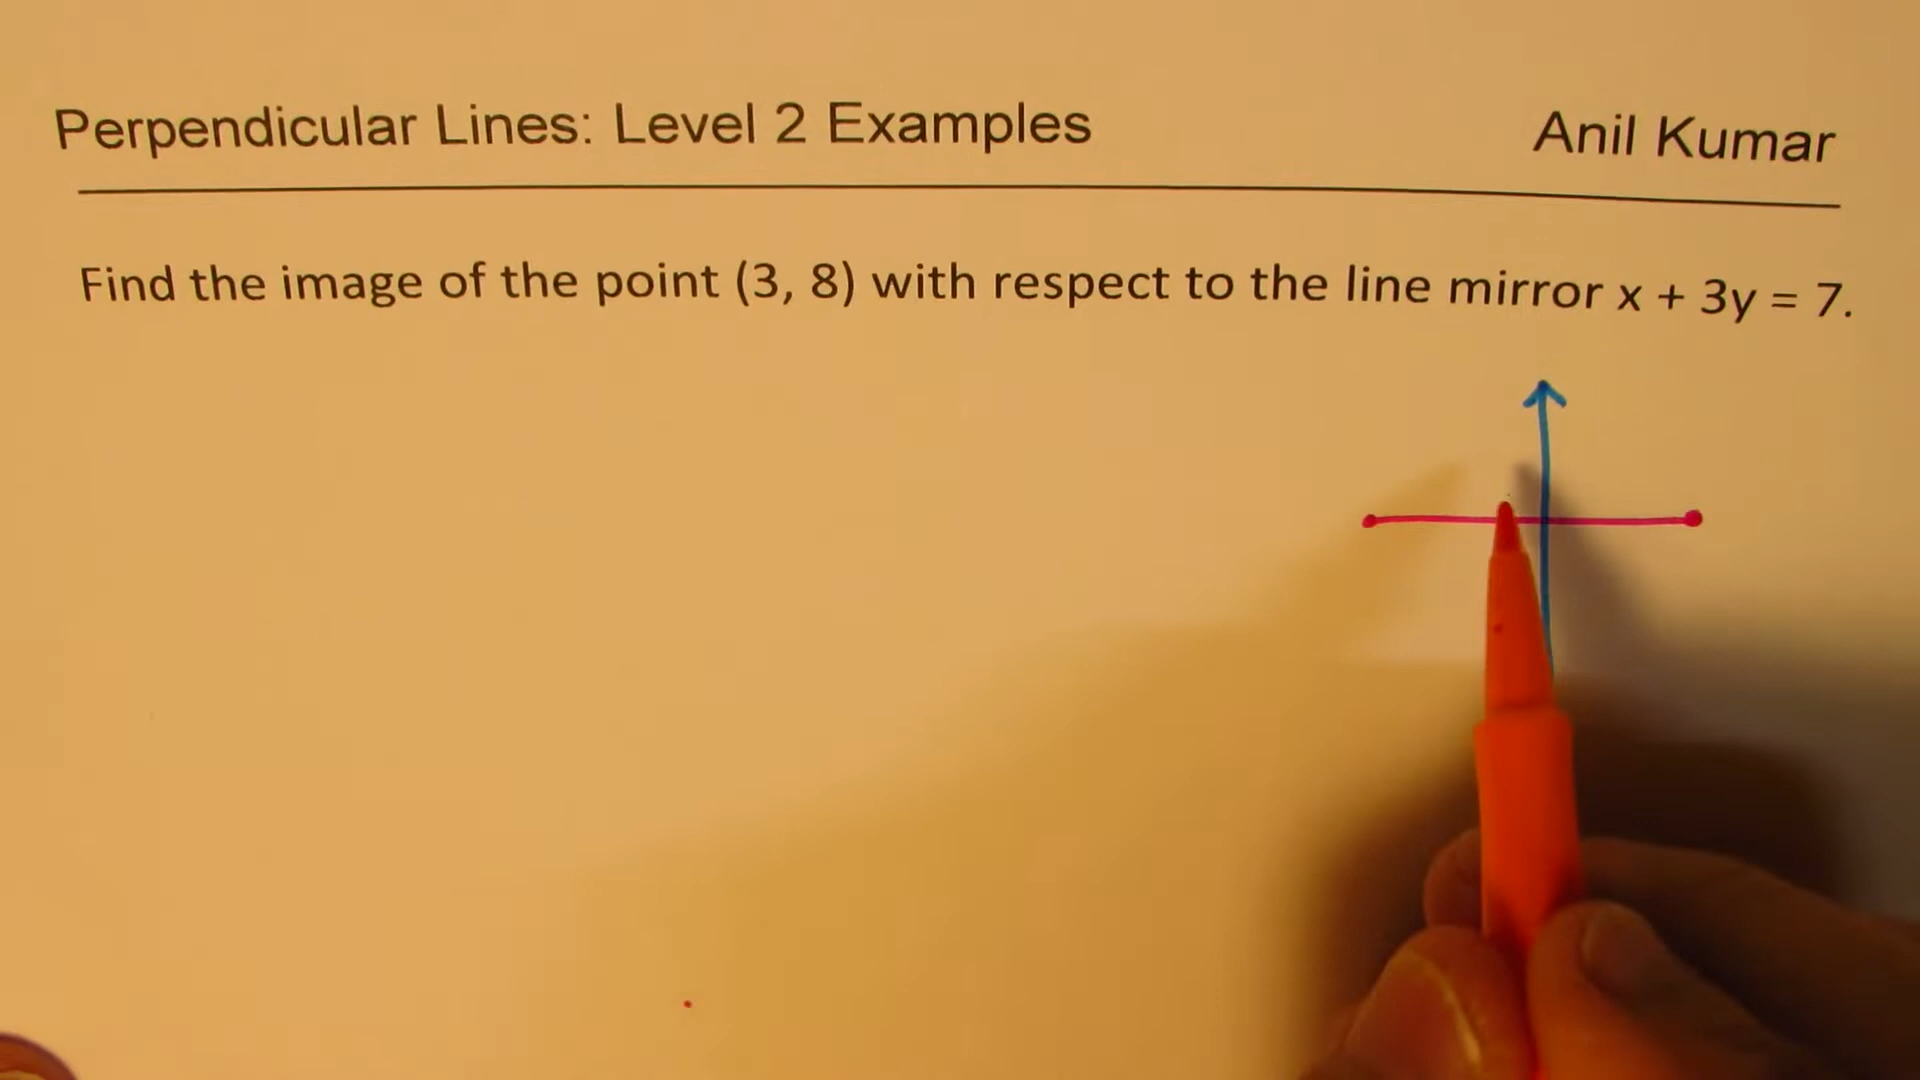 Perpendicular Lines: Level 2 Examples Anil Kumar
Find the image of the point (3, 8) with respect to the line mirror x + 3y = 7.